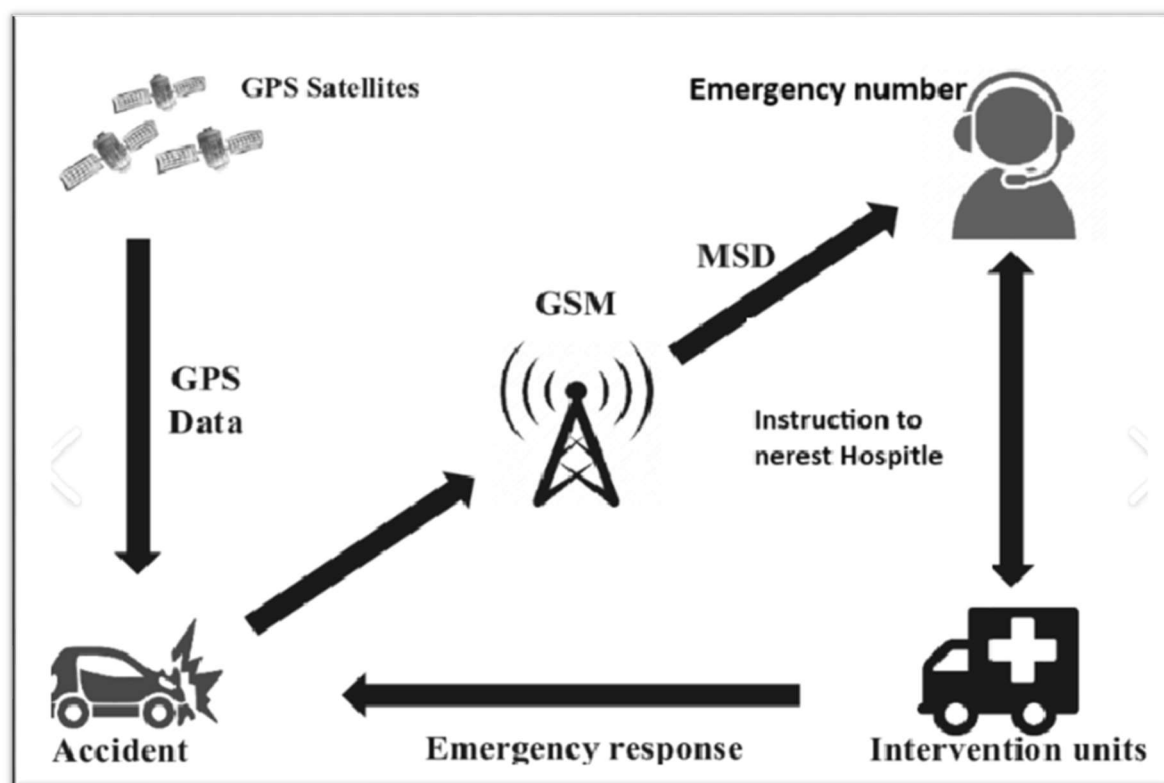 GPS Satellites
Emergency number
MSD
GSM
GPS
Data
Instruction to
nerest Hospitle
Accident
Emergency response
Intervention units